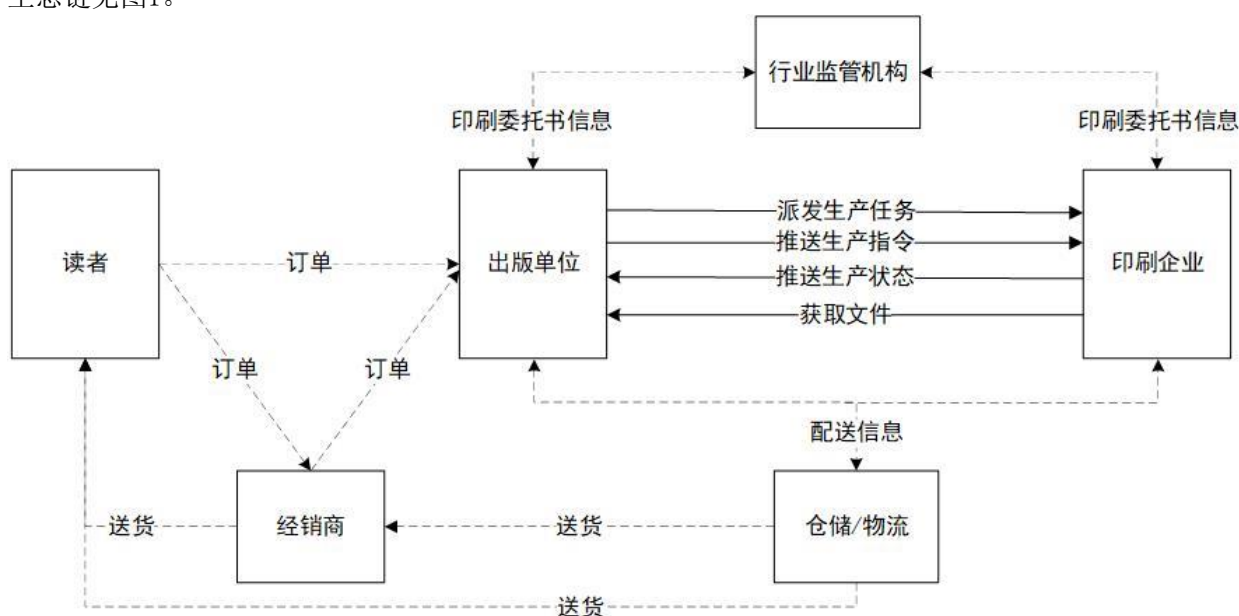 生态链见图1。
行业监管机构
印刷委托书信息
印刷委托书信息
派发生产任务
推送生产指令
读者
订单
出版单位
推送生产状态
印刷企业
获取文件
订单
订单
配送信息
送货
经销商
送货
仓储/物流
送货